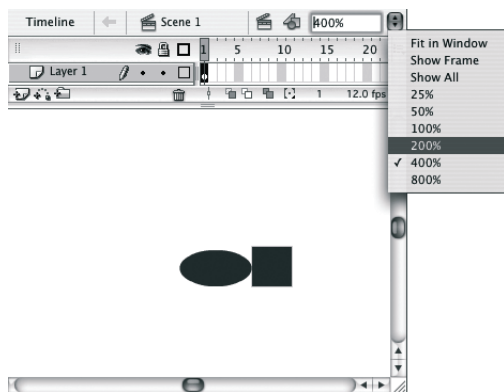 Timeline Scene 1 400%
1 5 10 15 20
Layer 1
1 12.0 fps
Fit in Window
Show Frame
Show All
25%
50%
100%
200%
✓ 400%
800%